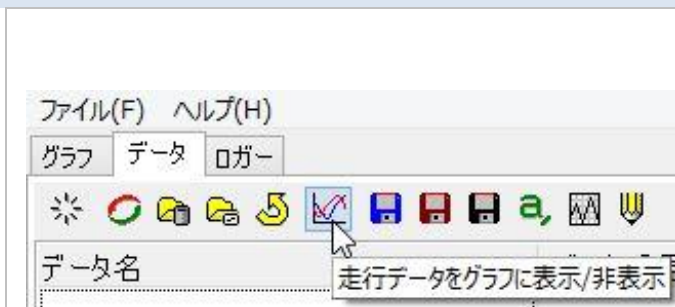 ファイル(F) ヘルプ(H)
グラフ データ ロガー
a,
データ名
走行データをグラフに表示/非表示